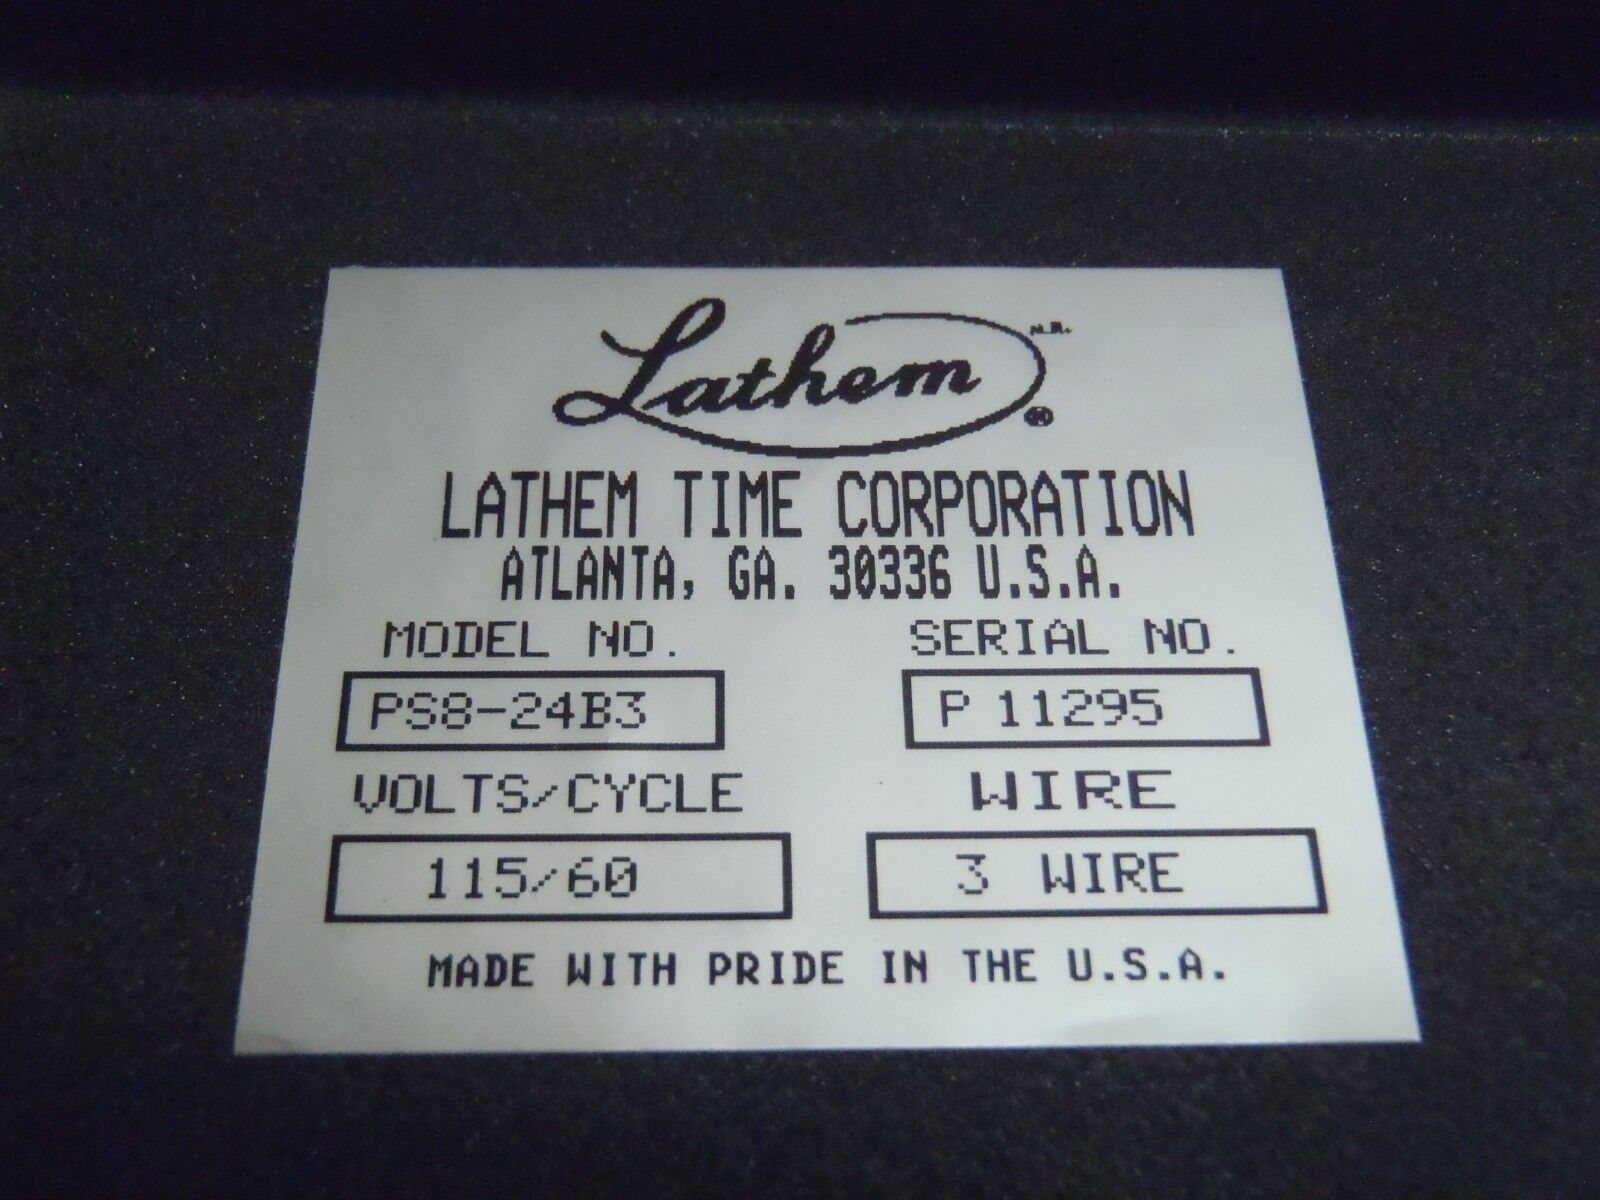 Lathem M.R. ®
LATHEM TIME CORPORATION
ATLANTA, GA. 30336 U.S.A.
MODEL NO. SERIAL NO.
PS8-24B3 P 11295
VOLTS/CYCLE WIRE
115/60 3 WIRE
MADE WITH PRIDE IN THE U.S.A.